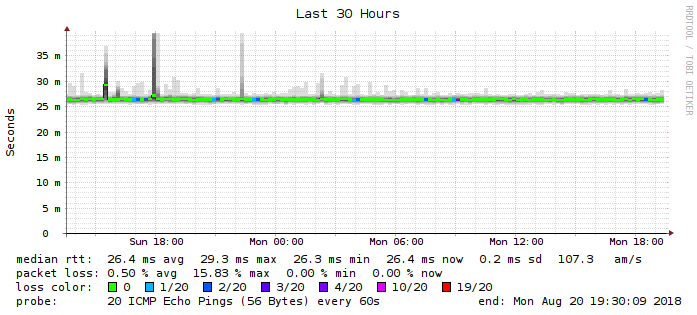 Last 30 Hours
RRDTOOL / TOBI OETIKER
Seconds
35 m
30 m
25 m
20 m
15 m
10 m
5 m
0
Sun 18:00 Mon 00:00 Mon 06:00 Mon 12:00 Mon 18:00
median rtt: 26.4 ms avg 29.3 ms max 26.3 ms min 26.4 ms now 0.2 ms sd 107.3 am/s
packet loss: 0.50 % avg 15.83 % max 0.00 % min 0.00 % now
loss color: 0 1/20 2/20 3/20 4/20 10/20 19/20
probe: 20 ICMP Echo Pings (56 Bytes) every 60s end: Mon Aug 20 19:30:09 2018